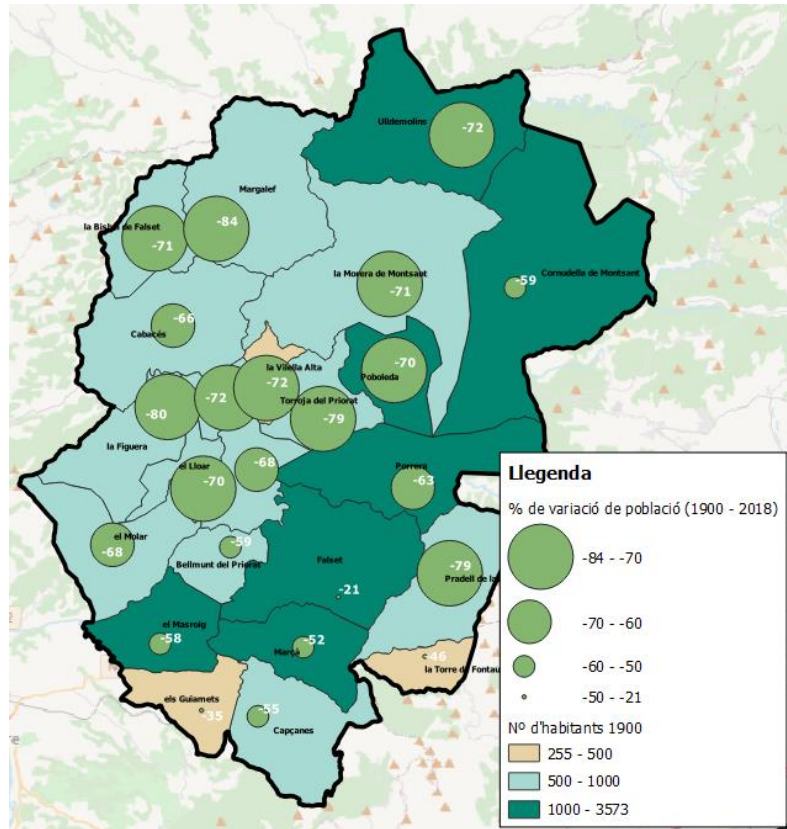 Ulldemolins
-72
Margalef
-84
la Bisbal de Falset
-71
la Morera de Montsant
-71
Cornudella de Montsant
-59
Cabacés
-66
la Vilella Alta
-72
Poboleda
-70
-72
-80
Torroja del Priorat
-79
la Figuera
el Lloar
-70
-68
Porrera
-63
el Molar
-68
-59
Bellmunt del Priorat
Falset
-21
-79
Pradell de la
el Masroig
-58
Marçà
-52
-46
la Torre de Fontau
els Guiamets
-35
-55
Capçanes
Llegenda
% de variació de població (1900 - 2018)
-84 - -70
-70 - -60
-60 - -50
-50 - -21
Nº d'habitants 1900
255 - 500
500 - 1000
1000 - 3573